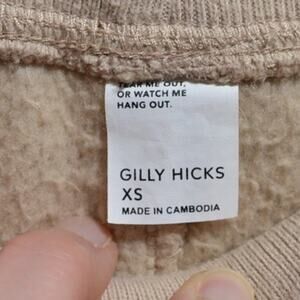 TEAR ME OUT,
OR WATCH ME
HANG OUT.
GILLY HICKS
XS
MADE IN CAMBODIA